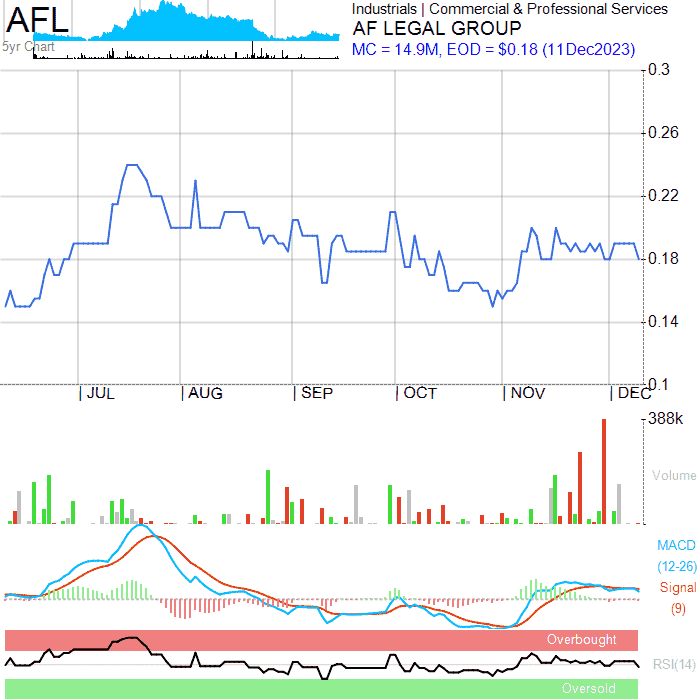 AFL
5yr Chart
Industrials | Commercial & Professional Services
AF LEGAL GROUP
MC = 14.9M, EOD = $0.18 (11Dec2023)
0.3
0.26
0.22
0.18
0.14
0.1
| JUL | AUG | SEP | OCT | NOV | DEC
388k
Volume
MACD
(12-26)
Signal
(9)
Overbought
RSI(14)
Oversold